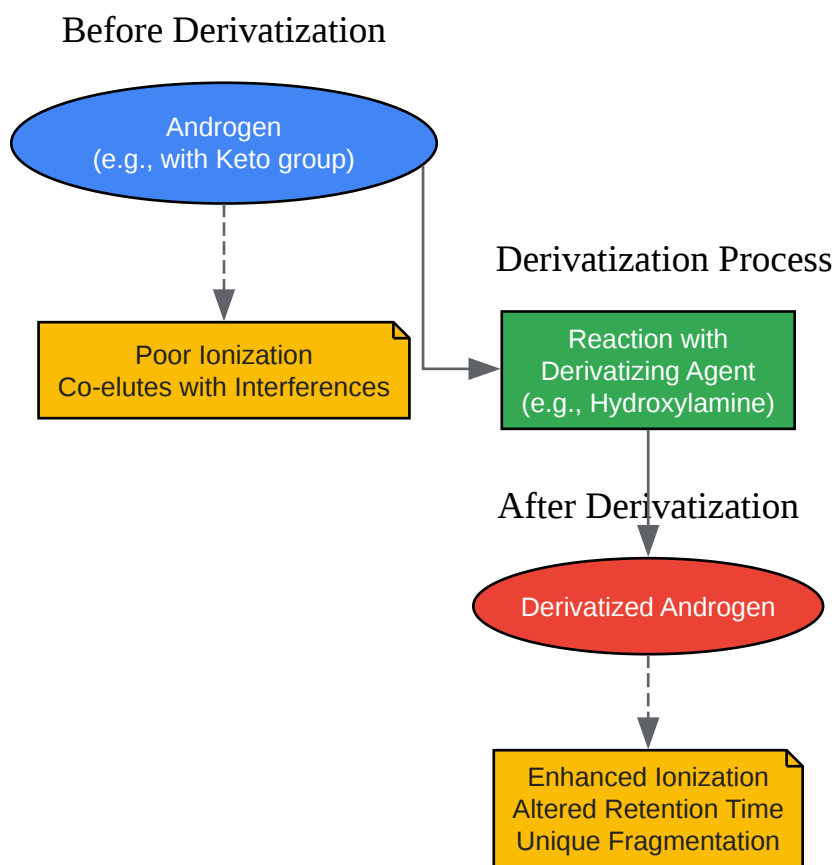 Before Derivatization
Androgen
(e.g., with Keto group)
Poor Ionization
Co-elutes with Interferences
Derivatization Process
Reaction with
Derivatizing Agent
(e.g., Hydroxylamine)
After Derivatization
Derivatized Androgen
Enhanced Ionization
Altered Retention Time
Unique Fragmentation